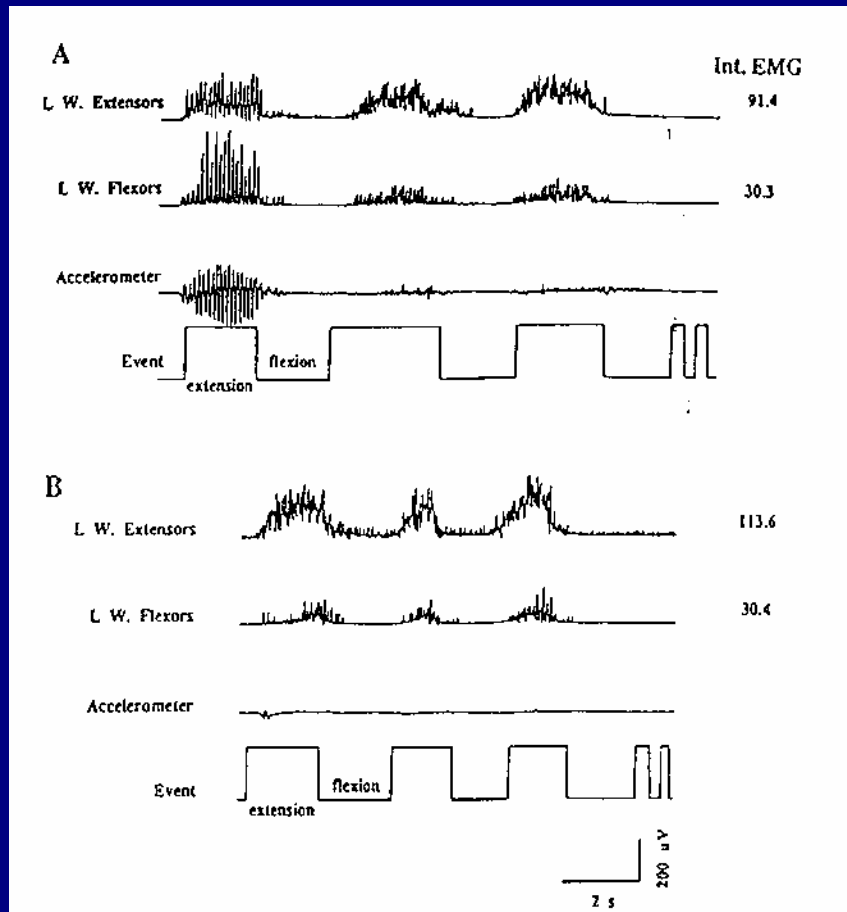 A
Int. EMG
L W. Extensors 91.4
1
L W. Flexors 30.3
Accelerometer
Event flexion
extension
B
L W. Extensors 113.6
L W. Flexors 30.4
Accelerometer
Event flexion
extension
200 uV
2 s